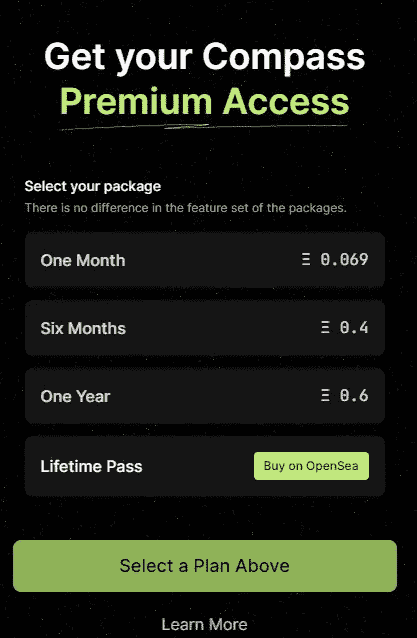 Get your Compass
Premium Access
Select your package
There is no difference in the feature set of the packages.
One Month Ξ 0.069
Six Months Ξ 0.4
One Year Ξ 0.6
Lifetime Pass Buy on OpenSea
Select a Plan Above
Learn More